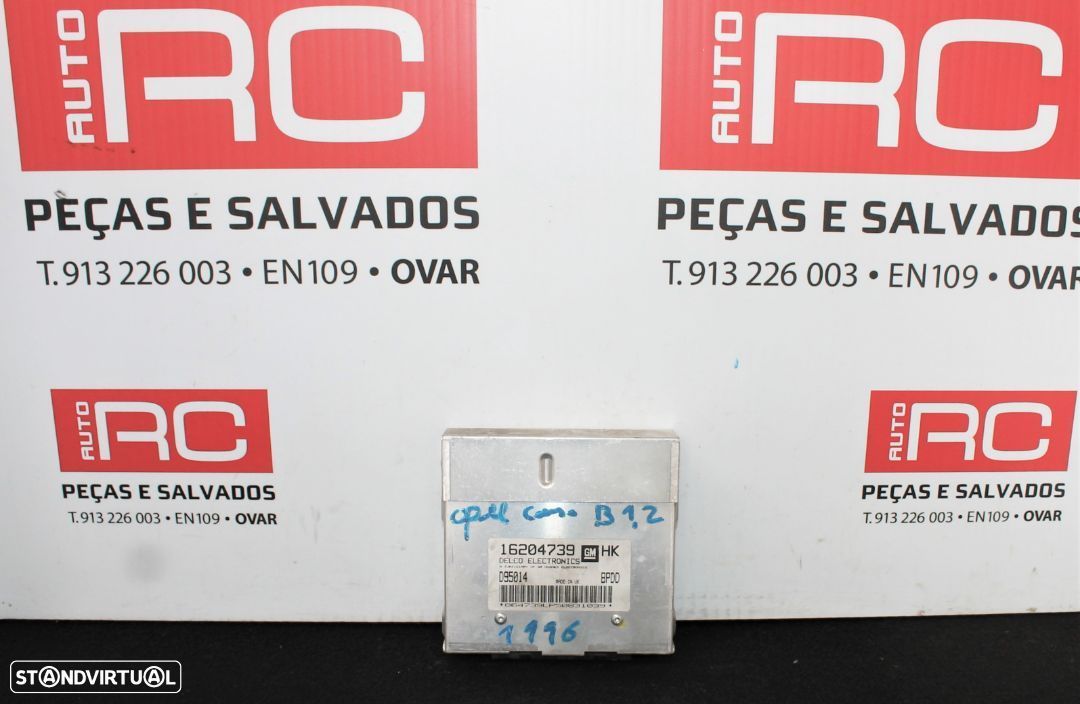 AUTO RC
PEÇAS E SALVADOS
T. 913 226 003 • EN109 • OVAR
AUTO RC
PEÇAS E SALVADOS
T. 913 226 003 • EN109 • OVAR
AUTO RC
PEÇAS E SALVADOS
T. 913 226 003 • EN109 • OVAR
AUTO RC
PEÇAS E SALVADOS
T. 913 226 003 • EN109 • OVAR
opel B 1.2
16204739 GM HK
DELCO ELECTRONICS
D95014 MADE IN UK BPDD
1996
STANDVIRTUAL